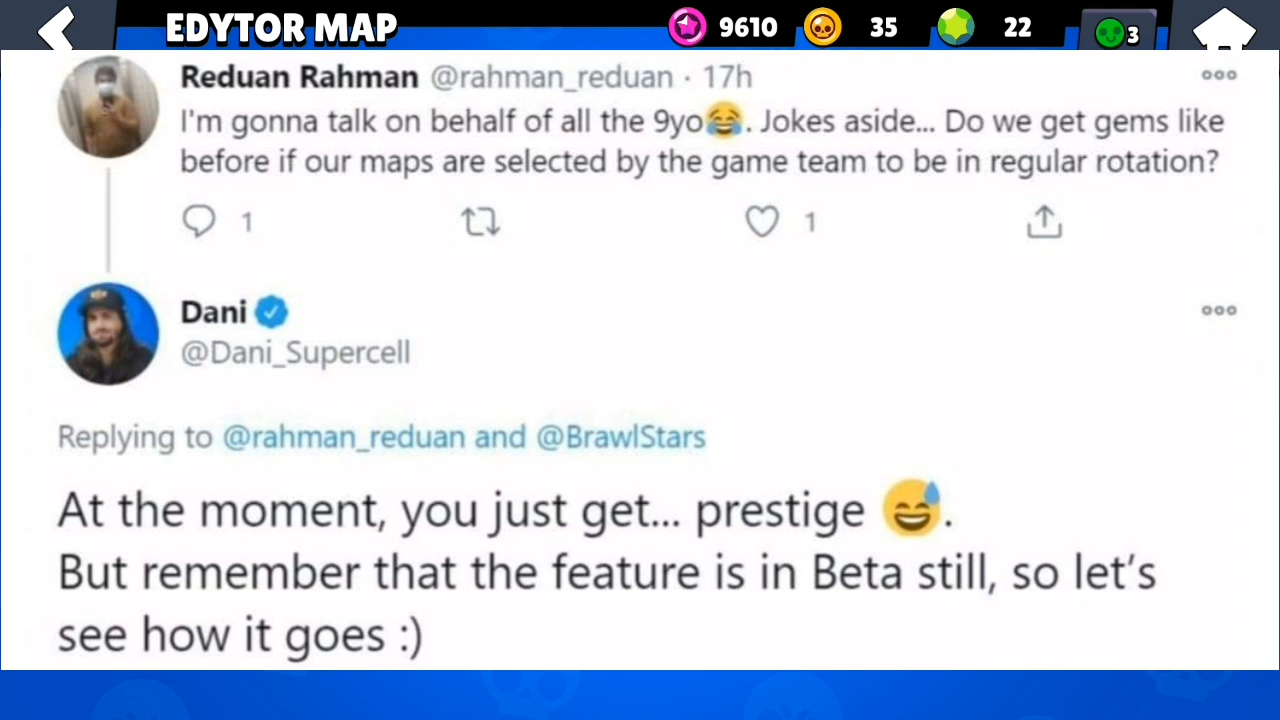 EDYTOR MAP 9610 35 22 3
Reduan Rahman @rahman_reduan · 17h
I'm gonna talk on behalf of all the 9yo😂. Jokes aside... Do we get gems like
before if our maps are selected by the game team to be in regular rotation?
1 1
Dani
@Dani_Supercell
Replying to @rahman_reduan and @BrawlStars
At the moment, you just get... prestige 😅.
But remember that the feature is in Beta still, so let's
see how it goes :)